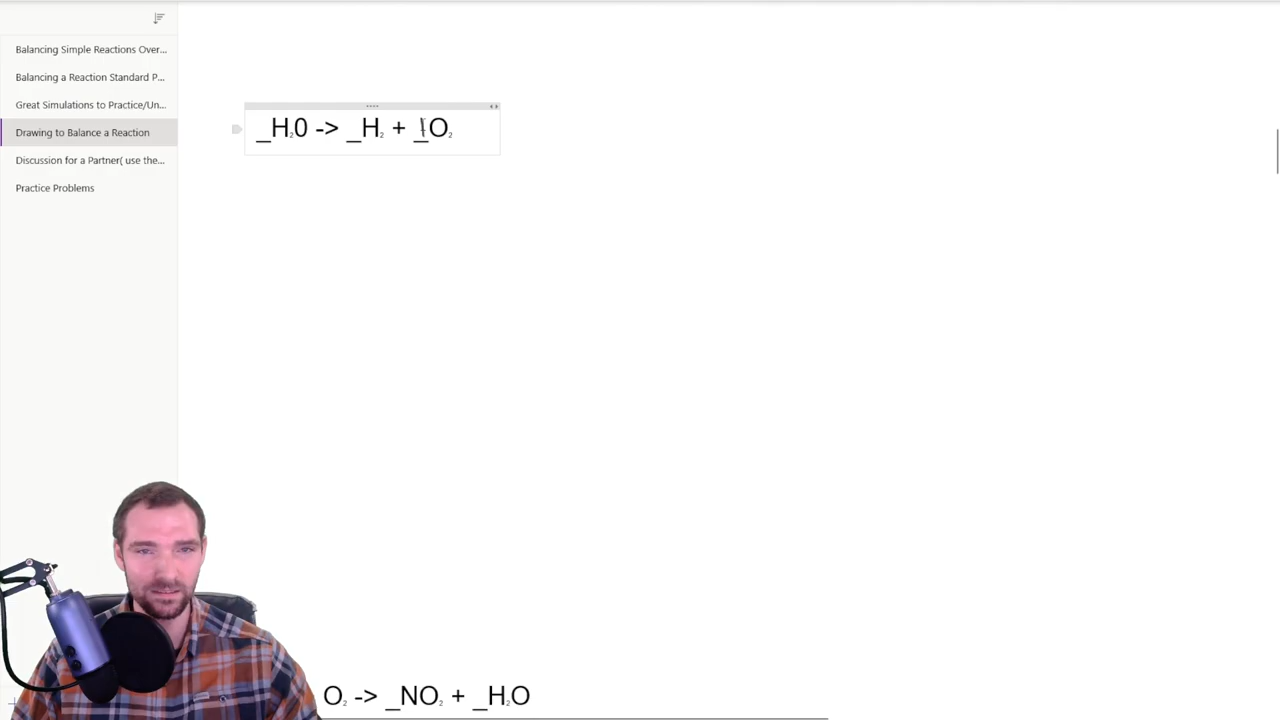 Balancing Simple Reactions Over...
Balancing a Reaction Standard P...
Great Simulations to Practice/Un...
Drawing to Balance a Reaction
Discussion for a Partner( use the...
Practice Problems
_H₂0 -> _H₂ + _O₂
O₂ -> _NO₂ + _H₂O